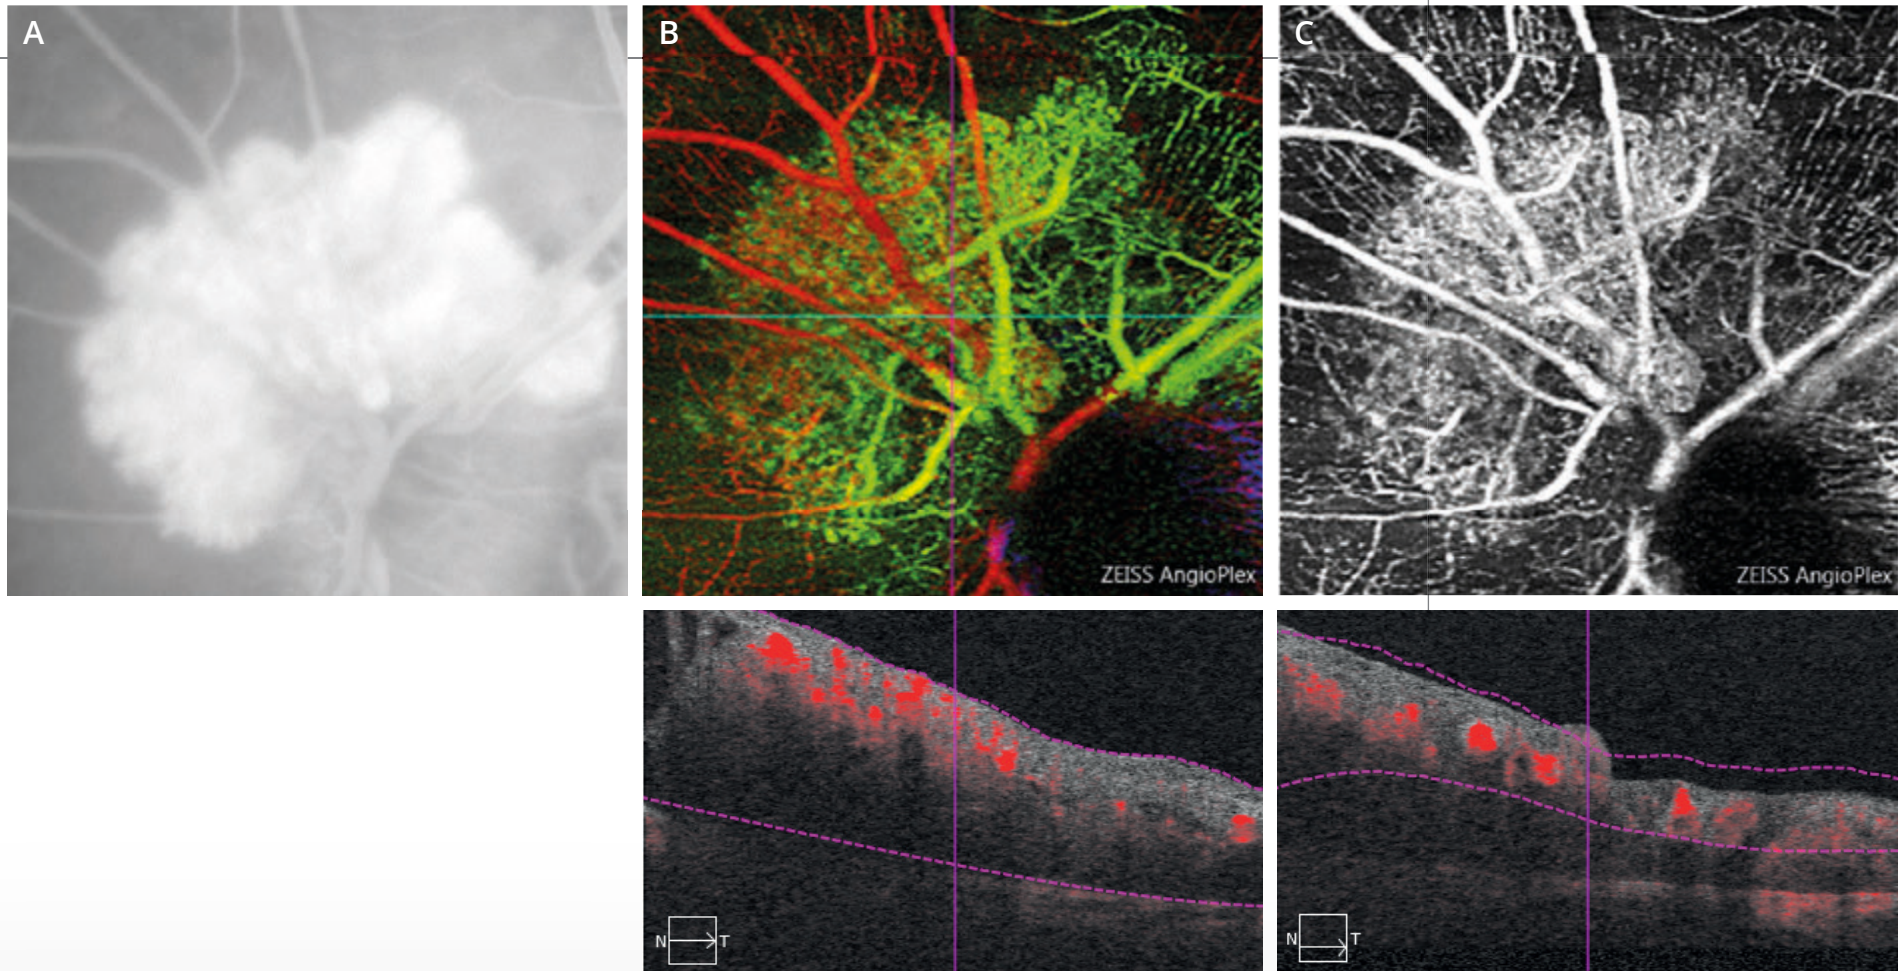 A
B
C
ZEISS AngioPlex
ZEISS AngioPlex
N T
N T